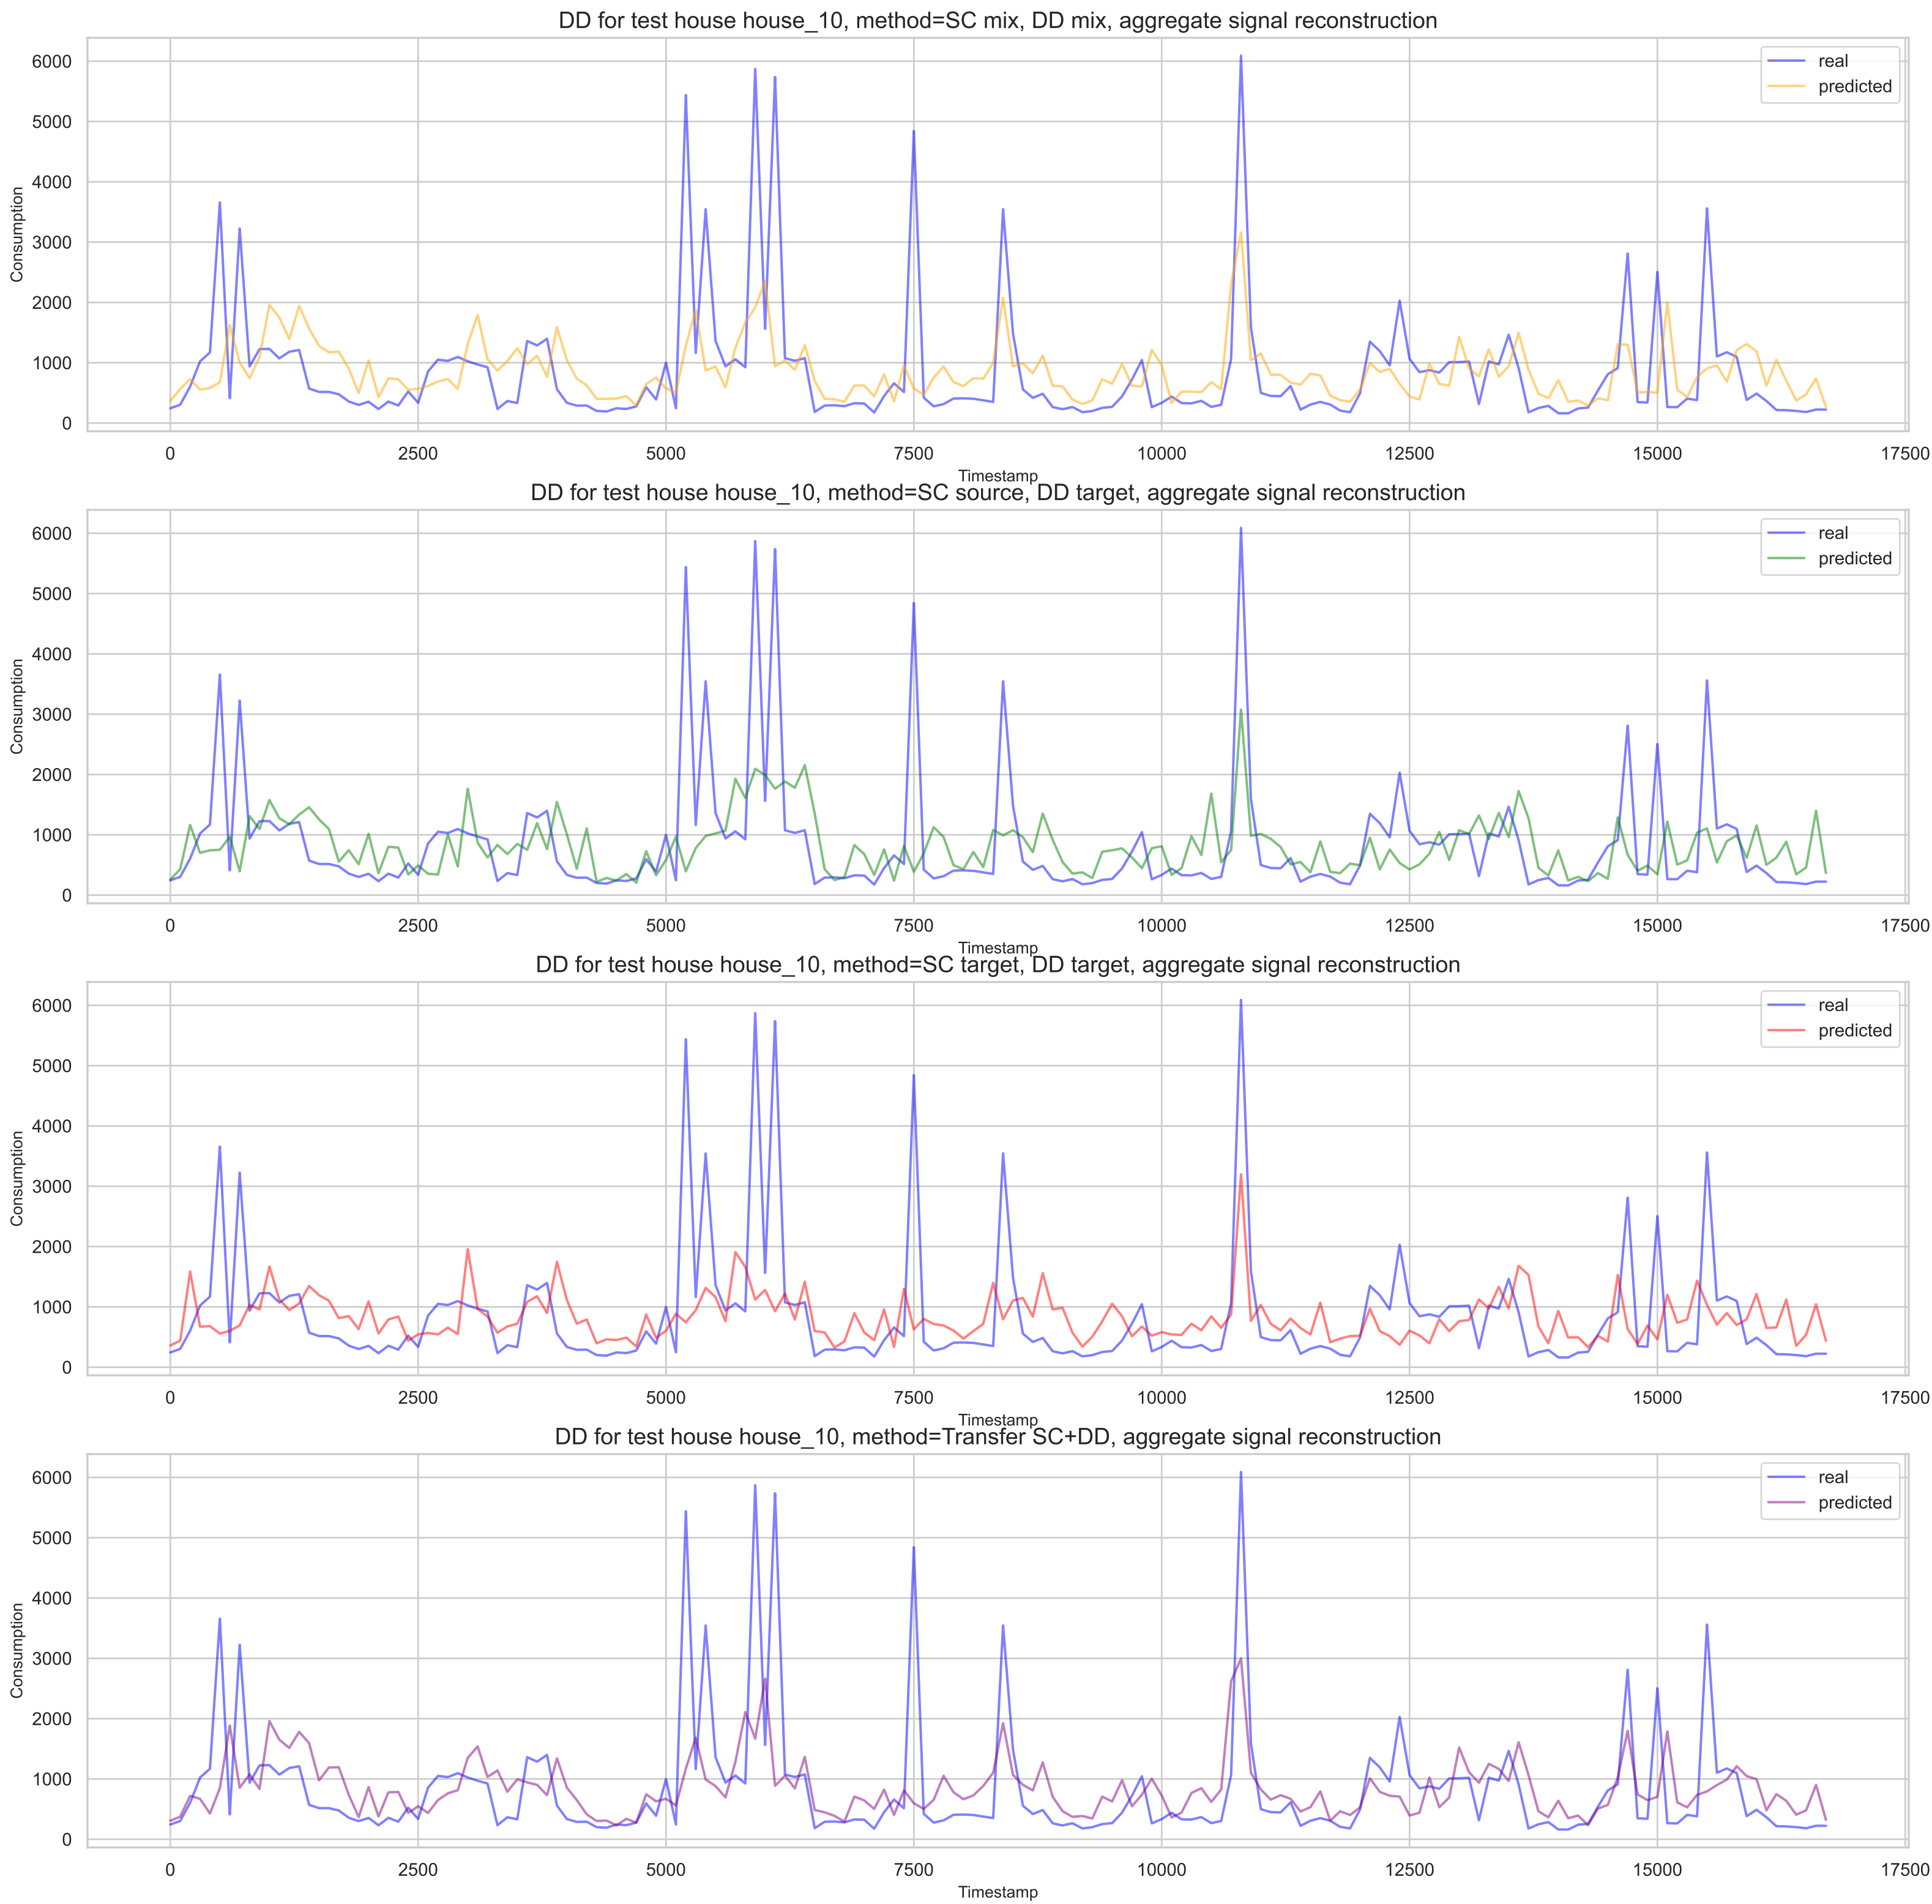 DD for test house house_10, method=SC mix, DD mix, aggregate signal reconstruction
real
predicted
6000
5000
4000
3000
2000
1000
0
Consumption
0 2500 5000 7500 10000 12500 15000 17500
Timestamp
DD for test house house_10, method=SC source, DD target, aggregate signal reconstruction
real
predicted
6000
5000
4000
3000
2000
1000
0
Consumption
0 2500 5000 7500 10000 12500 15000 17500
Timestamp
DD for test house house_10, method=SC target, DD target, aggregate signal reconstruction
real
predicted
6000
5000
4000
3000
2000
1000
0
Consumption
0 2500 5000 7500 10000 12500 15000 17500
Timestamp
DD for test house house_10, method=Transfer SC+DD, aggregate signal reconstruction
real
predicted
6000
5000
4000
3000
2000
1000
0
Consumption
0 2500 5000 7500 10000 12500 15000 17500
Timestamp